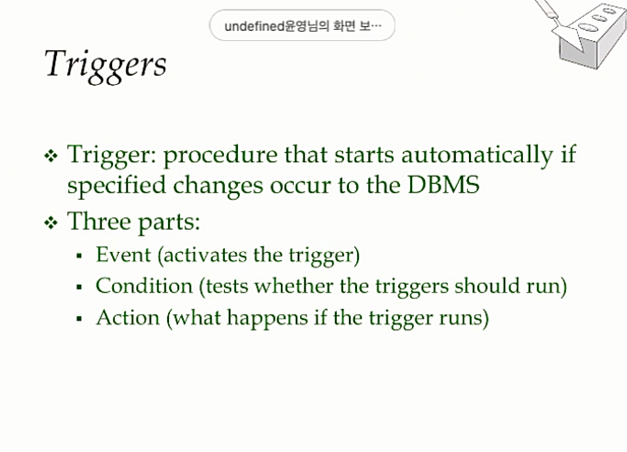 undefined윤영님의 화면 보…
Triggers
❖ Trigger: procedure that starts automatically if
specified changes occur to the DBMS
❖ Three parts:
▪ Event (activates the trigger)
▪ Condition (tests whether the triggers should run)
▪ Action (what happens if the trigger runs)